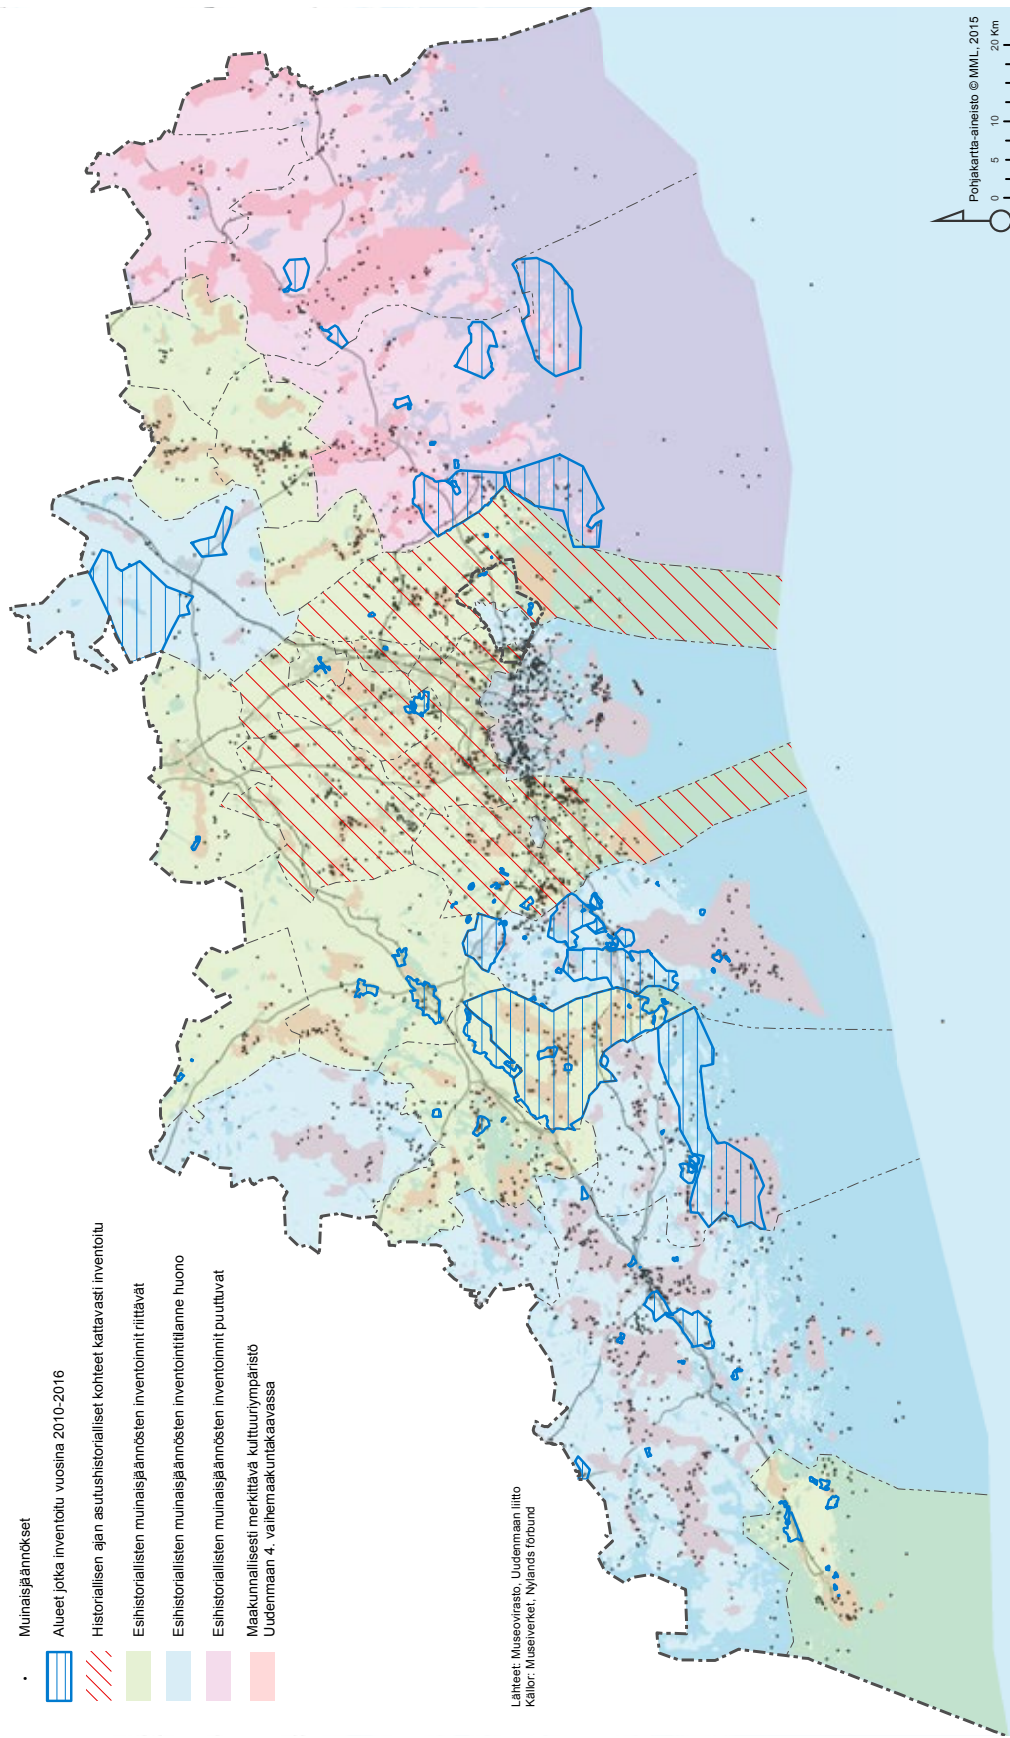 Muinaisjäännökset
Alueet jotka inventoitu vuosina 2010-2016
Historiallisen ajan asutushistorialliset kohteet kattavasti inventoitu
Esihistoriallisten muinaisjäännösten inventoinnit riittävät
Esihistoriallisten muinaisjäännösten inventointitilanne huono
Esihistoriallisten muinaisjäännösten inventoinnit puuttuvat
Maakunnallisesti merkittävä kulttuuriympäristö
Uudenmaan 4. vaihemaakuntakaavassa
Lähteet: Museovirasto, Uudenmaan liitto
Källor: Museiverket, Nylands förbund
Pohjakartta-aineisto © MML, 2015
0 5 10 20 Km